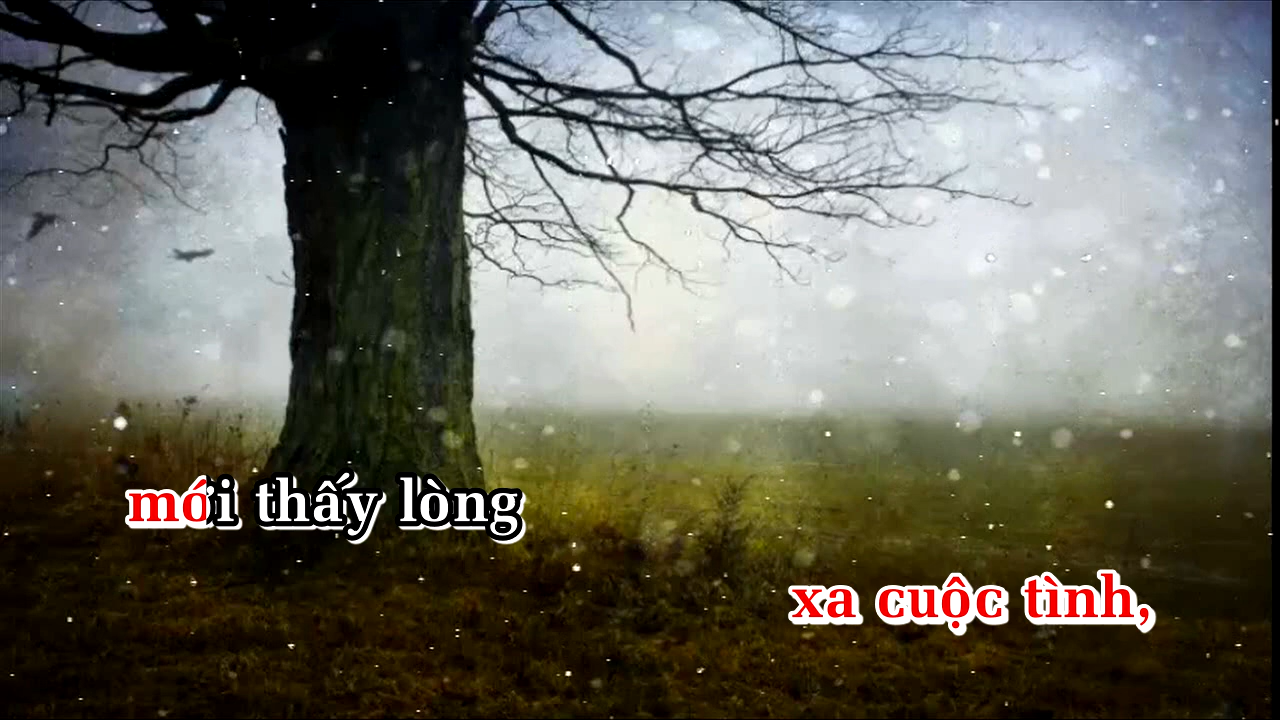 mới thấy lòng
xa cuộc tình,